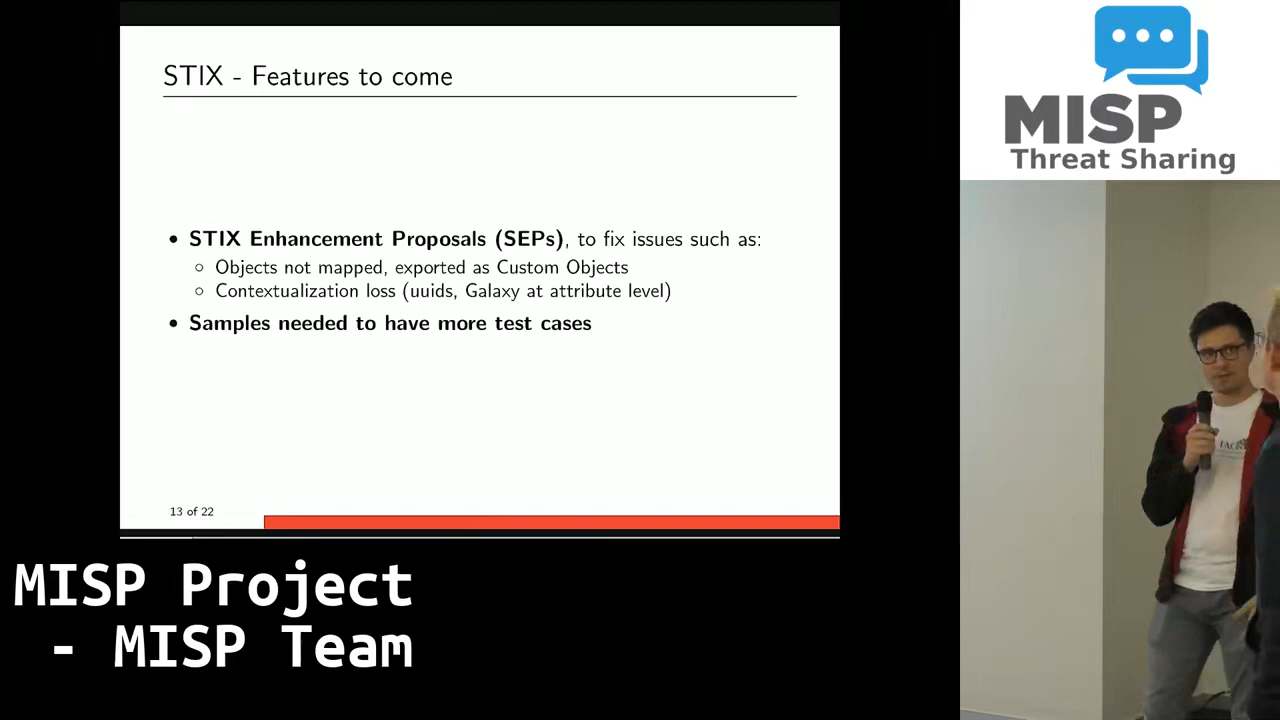 STIX - Features to come
• STIX Enhancement Proposals (SEPs), to fix issues such as:
◦ Objects not mapped, exported as Custom Objects
◦ Contextualization loss (uuids, Galaxy at attribute level)
• Samples needed to have more test cases
13 of 22
MISP Project
- MISP Team
MISP
Threat Sharing